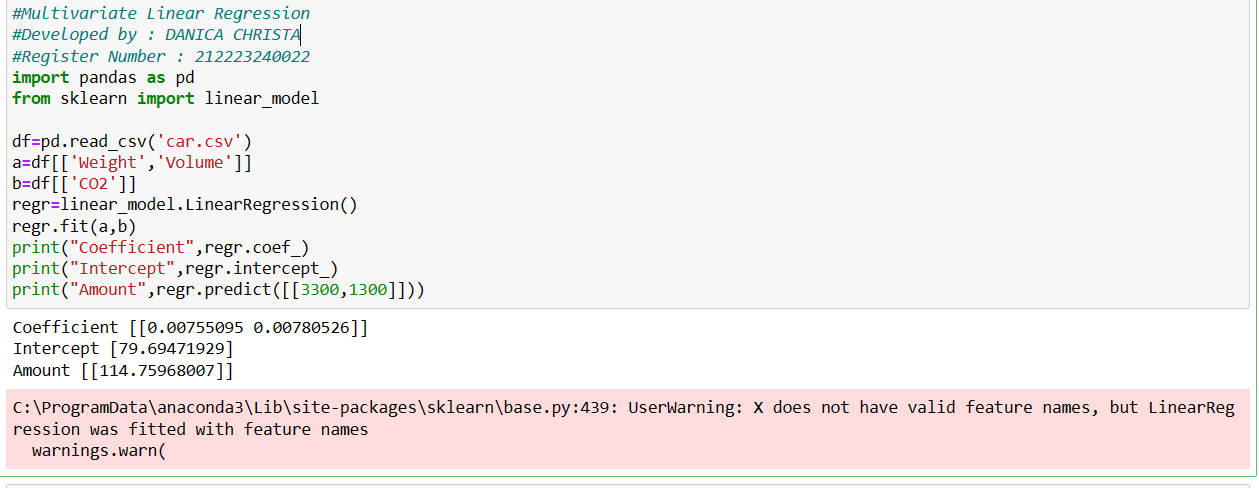 #Multivariate Linear Regression
#Developed by : DANICA CHRISTA
#Register Number : 212223240022
import pandas as pd
from sklearn import linear_model
df=pd.read_csv('car.csv')
a=df[['Weight','Volume']]
b=df[['CO2']]
regr=linear_model.LinearRegression()
regr.fit(a,b)
print("Coefficient",regr.coef_)
print("Intercept",regr.intercept_)
print("Amount",regr.predict([[3300,1300]]))
Coefficient [[0.00755095 0.00780526]]
Intercept [79.69471929]
Amount [[114.75968007]]
C:\ProgramData\anaconda3\Lib\site-packages\sklearn\base.py:439: UserWarning: X does not have valid feature names, but LinearReg
ression was fitted with feature names
  warnings.warn(